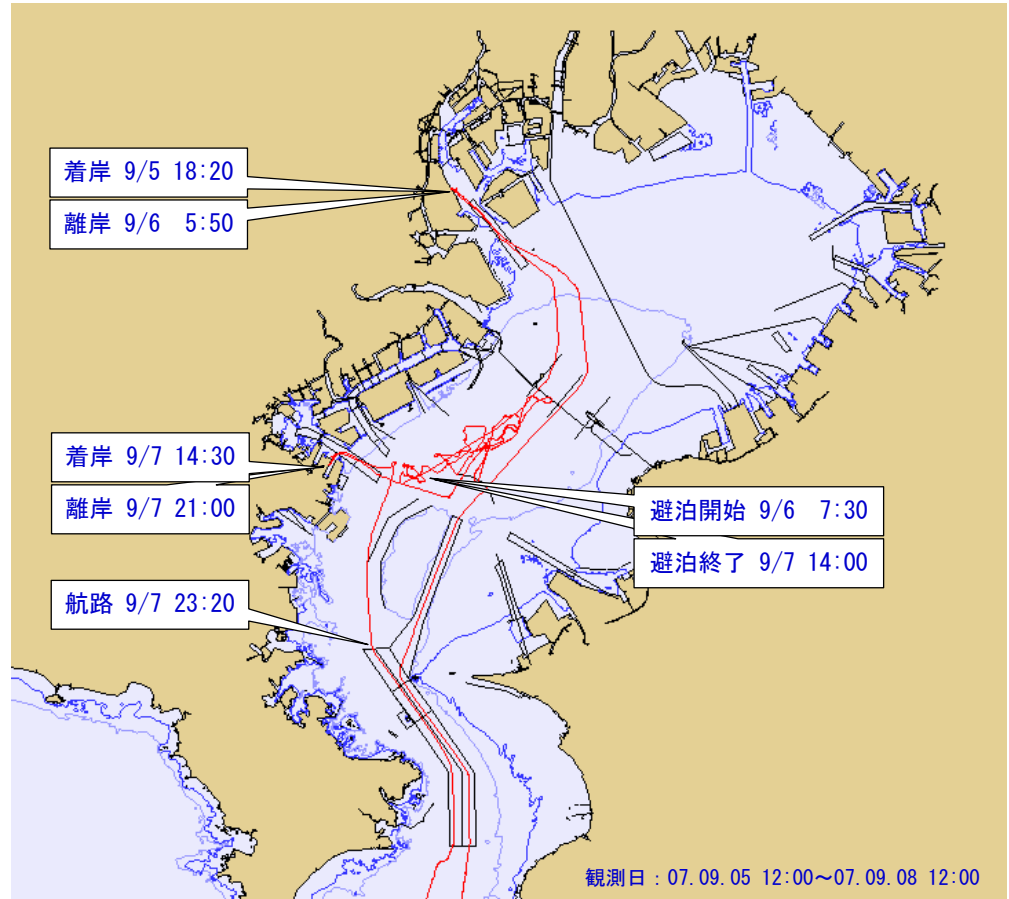 着岸 9/5 18:20
離岸 9/6 5:50
着岸 9/7 14:30
離岸 9/7 21:00
避泊開始 9/6 7:30
避泊終了 9/7 14:00
航路 9/7 23:20
観測日：07.09.05 12:00～07.09.08 12:00